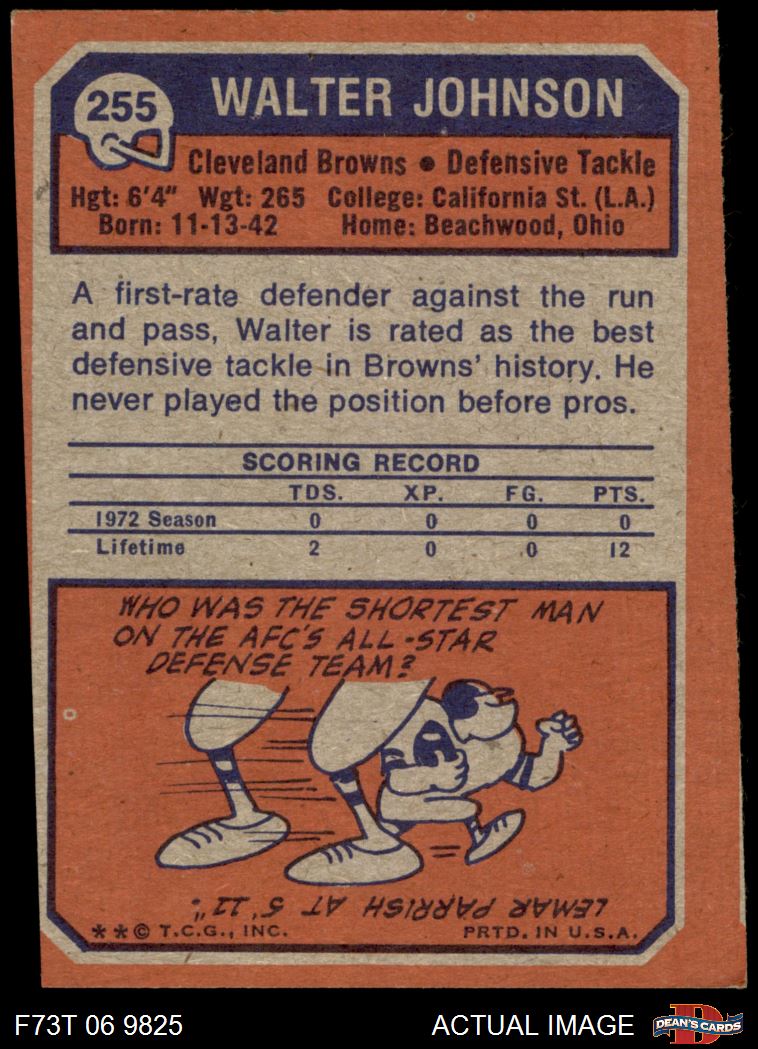 255
WALTER JOHNSON
Cleveland Browns • Defensive Tackle
Hgt: 6'4" Wgt: 265 College: California St. (L.A.)
Born: 11-13-42 Home: Beachwood, Ohio
A first-rate defender against the run
and pass, Walter is rated as the best
defensive tackle in Browns' history. He
never played the position before pros.
SCORING RECORD
TDS. XP. FG. PTS.
1972 Season 0 0 0 0
Lifetime 2 0 0 12
WHO WAS THE SHORTEST MAN
ON THE AFC'S ALL-STAR
DEFENSE TEAM?
LEMAR PARRISH AT 5' 11".
**© T.C.G., INC. PRTD. IN U.S.A.
F73T 06 9825 ACTUAL IMAGE D DEAN'S CARDS